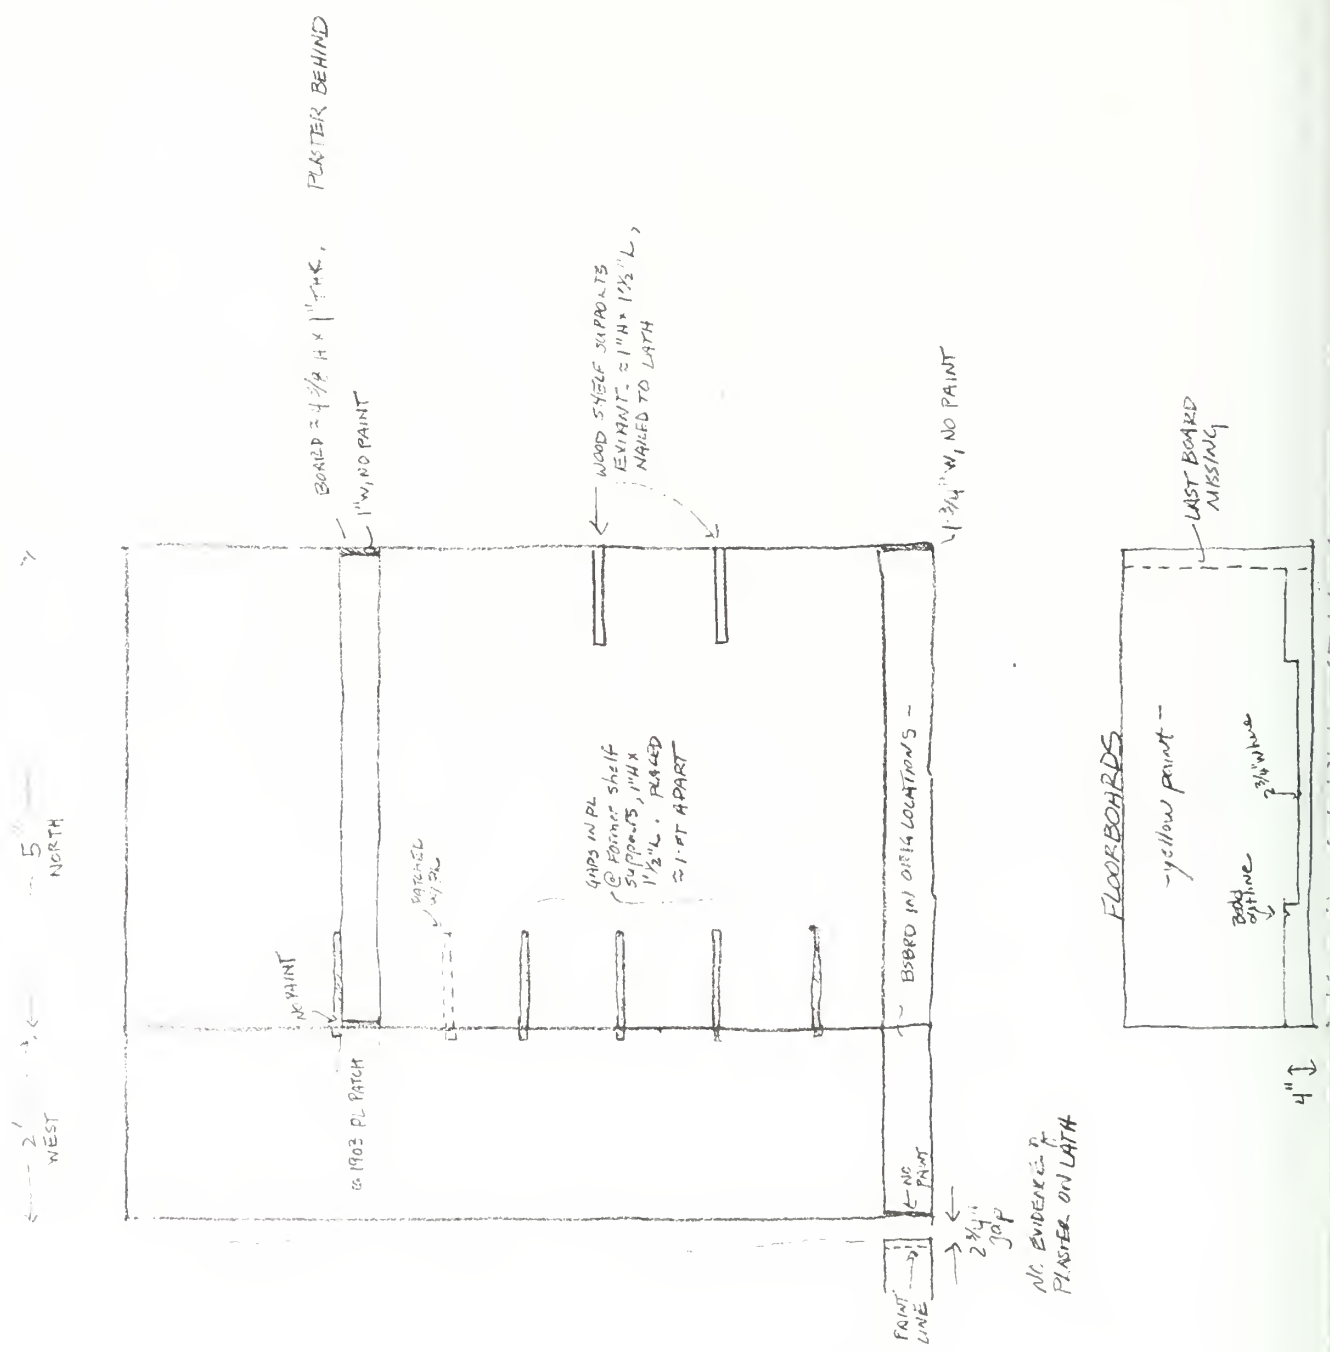 2'
WEST
5"
NORTH
BOARD = 4 3/8 H x 1" THK.
PLASTER BEHIND
1"W, NO PAINT
NO PAINT
ca 1903 PL PATCH
PATCHED
W/ PL
GAPS IN PL
@ former shelf
supports, 1"H x
1 1/2"L. PLACED
≈ 1 FT APART
WOOD SHELF SUPPORTS
EXTANT. ≈ 1"H x 1 1/2"L,
NAILED TO LATH
BSBRD IN ORIG LOCATIONS -
1 3/4"W, NO PAINT
NO
PAINT
PAINT
LINE
2 3/4"
gap
NO EVIDENCE OF
PLASTER ON LATH
FLOORBOARDS
-yellow paint-
outline
2 3/4" where
LAST BOARD
MISSING
4"